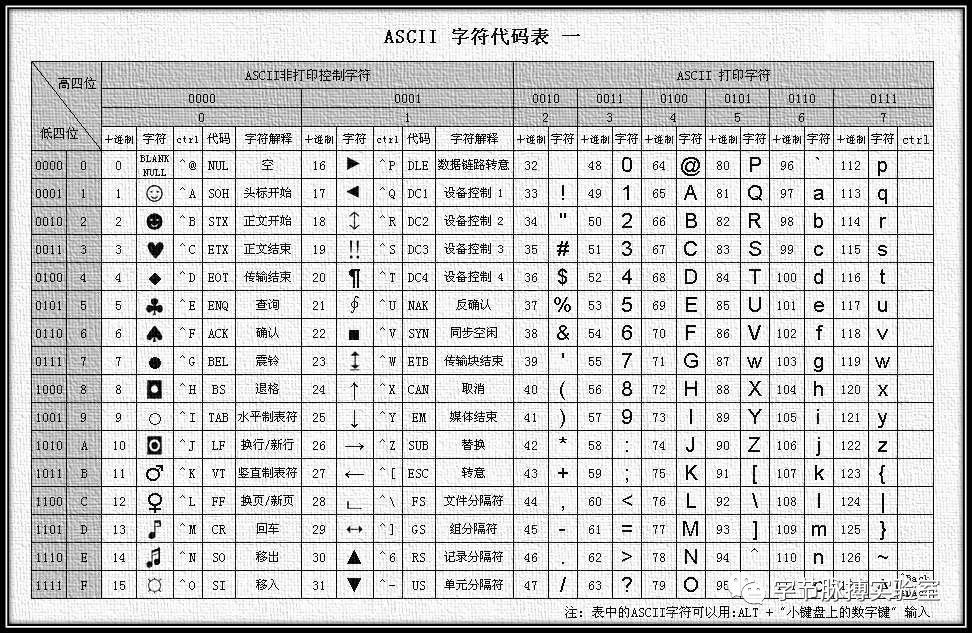 ASCII 字符代码表 一
高四位 ASCII非打印控制字符 ASCII 打印字符
0000 0001 0010 0011 0100 0101 0110 0111
0 1 2 3 4 5 6 7
低四位 十进制 字符 ctrl 代码 字符解释 十进制 字符 ctrl 代码 字符解释 十进制 字符 十进制 字符 十进制 字符 十进制 字符 十进制 字符 十进制 字符 ctrl
0000 0 0 BLANK NULL ^@ NUL 空 16 ► ^P DLE 数据链路转意 32 48 0 64 @ 80 P 96 ` 112 p
0001 1 1 ☺ ^A SOH 头标开始 17 ◄ ^Q DC1 设备控制 1 33 ! 49 1 65 A 81 Q 97 a 113 q
0010 2 2 ☻ ^B STX 正文开始 18 ↕ ^R DC2 设备控制 2 34 " 50 2 66 B 82 R 98 b 114 r
0011 3 3 ♥ ^C ETX 正文结束 19 ‼ ^S DC3 设备控制 3 35 # 51 3 67 C 83 S 99 c 115 s
0100 4 4 ♦ ^D EOT 传输结束 20 ¶ ^T DC4 设备控制 4 36 $ 52 4 68 D 84 T 100 d 116 t
0101 5 5 ♣ ^E ENQ 查询 21 ∮ ^U NAK 反确认 37 % 53 5 69 E 85 U 101 e 117 u
0110 6 6 ♠ ^F ACK 确认 22 ■ ^V SYN 同步空闲 38 & 54 6 70 F 86 V 102 f 118 v
0111 7 7 ● ^G BEL 震铃 23 ↨ ^W ETB 传输块结束 39 ' 55 7 71 G 87 w 103 g 119 w
1000 8 8 ◘ ^H BS 退格 24 ↑ ^X CAN 取消 40 ( 56 8 72 H 88 X 104 h 120 x
1001 9 9 ○ ^I TAB 水平制表符 25 ↓ ^Y EM 媒体结束 41 ) 57 9 73 I 89 Y 105 i 121 y
1010 A 10 ◙ ^J LF 换行/新行 26 → ^Z SUB 替换 42 * 58 : 74 J 90 Z 106 j 122 z
1011 B 11 ♂ ^K VT 竖直制表符 27 ← ^[ ESC 转意 43 + 59 ; 75 K 91 [ 107 k 123 {
1100 C 12 ♀ ^L FF 换页/新页 28 ∟ ^\ FS 文件分隔符 44 , 60 < 76 L 92 \ 108 l 124 |
1101 D 13 ♪ ^M CR 回车 29 ↔ ^] GS 组分隔符 45 - 61 = 77 M 93 ] 109 m 125 }
1110 E 14 ♫ ^N SO 移出 30 ▲ ^6 RS 记录分隔符 46 . 62 > 78 N 94 ^ 110 n 126 ~
1111 F 15 ☼ ^O SI 移入 31 ▼ ^- US 单元分隔符 47 / 63 ? 79 O 95
字节脉搏实验室
注: 表中的ASCII字符可以用:ALT + "小键盘上的数字键" 输入